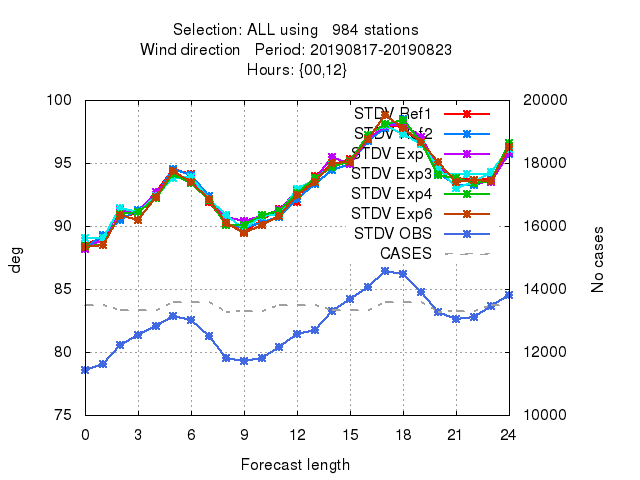 Selection: ALL using 984 stations
Wind direction Period: 20190817-20190823
Hours: {00,12}
100
95
90
85
80
75
deg
20000
18000
16000
14000
12000
10000
No cases
STDV Ref1
STDV Ref2
STDV Exp
STDV Exp3
STDV Exp4
STDV Exp6
STDV OBS
CASES
0 3 6 9 12 15 18 21 24
Forecast length